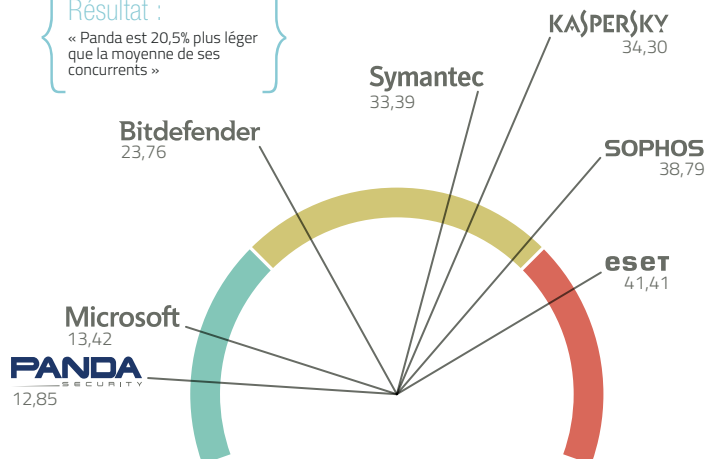 Résultat :
« Panda est 20,5% plus léger
que la moyenne de ses
concurrents »
KASPERSKY
34,30
Symantec
33,39
Bitdefender
23,76
SOPHOS
38,79
eseT
41,41
Microsoft
13,42
PANDA
SECURITY
12,85